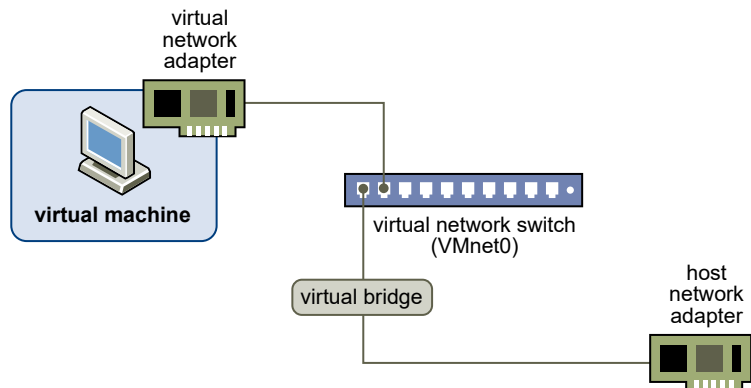 virtual
network
adapter
virtual machine
virtual network switch
(VMnet0)
virtual bridge
host
network
adapter